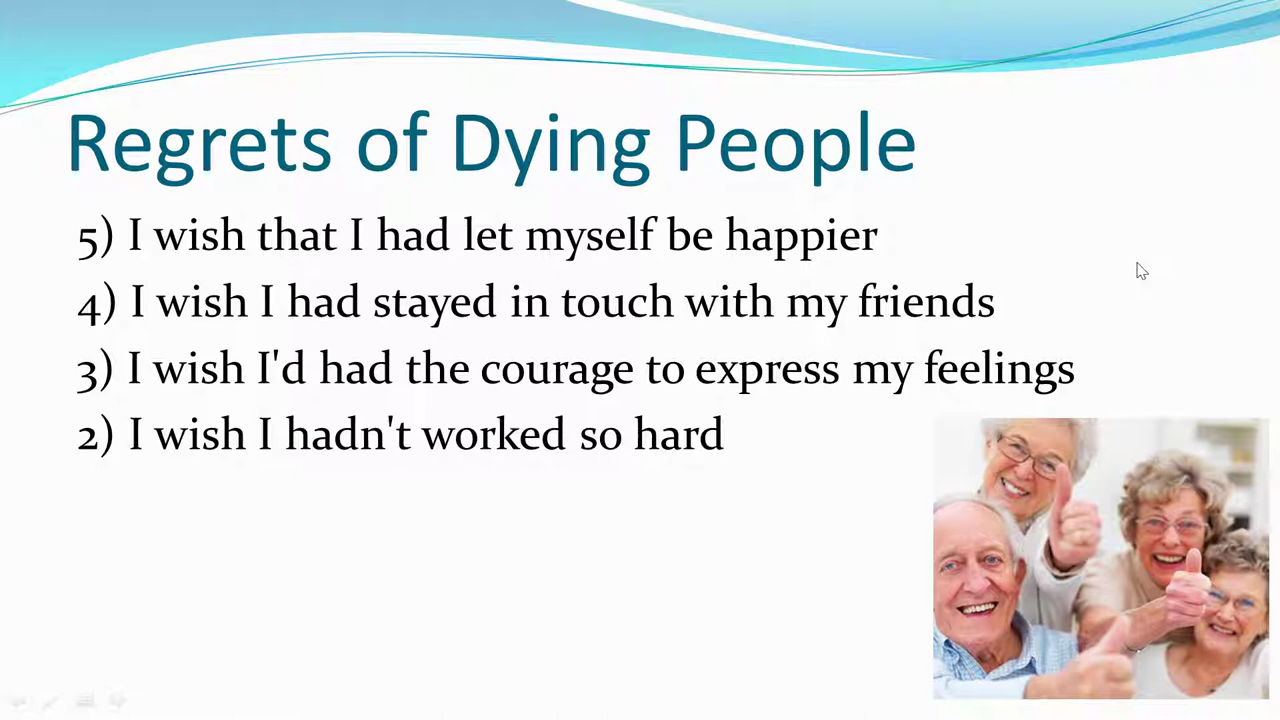 Regrets of Dying People
5) I wish that I had let myself be happier
4) I wish I had stayed in touch with my friends
3) I wish I'd had the courage to express my feelings
2) I wish I hadn't worked so hard